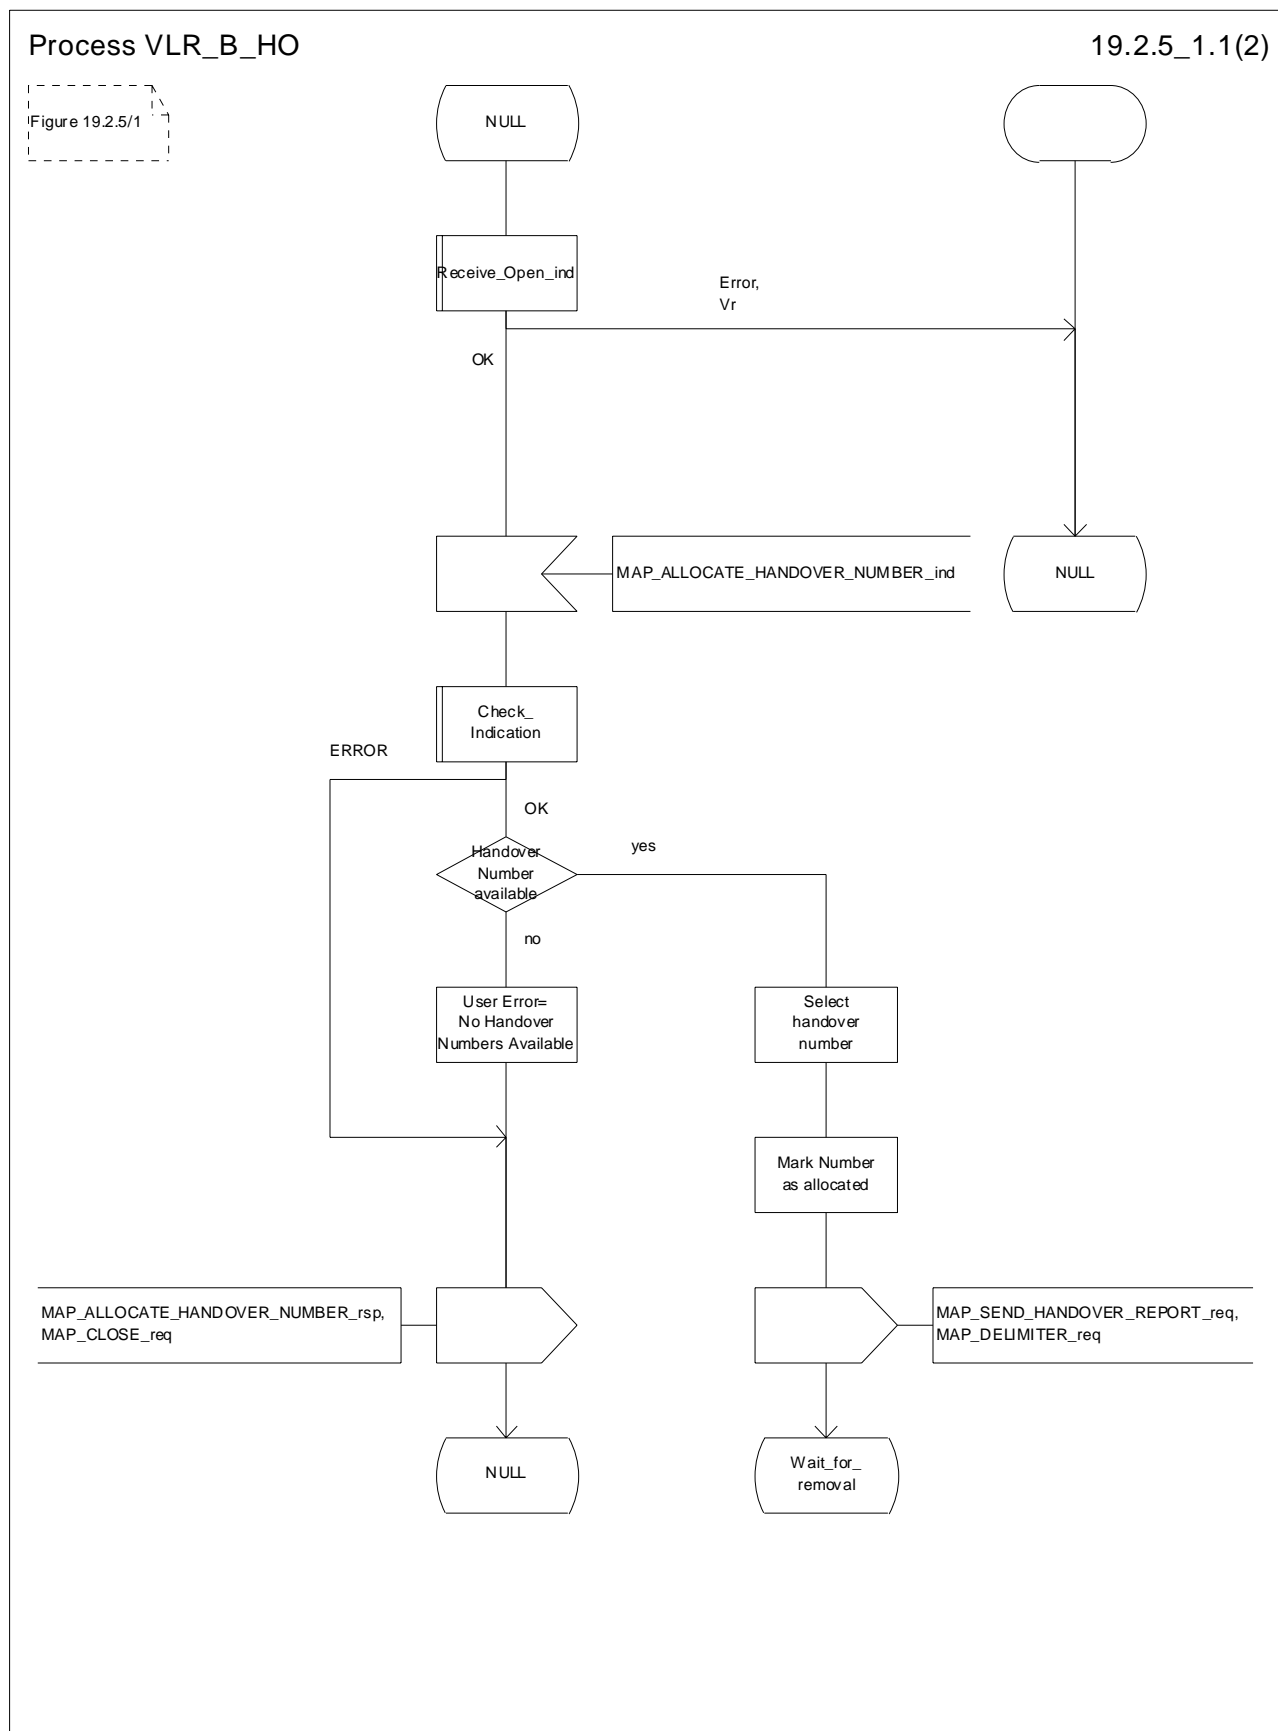 Process VLR_B_HO
19.2.5_1.1(2)
Figure 19.2.5/1
NULL
Receive_Open_ind
Error,
Vr
OK
MAP_ALLOCATE_HANDOVER_NUMBER_ind
NULL
Check_
Indication
ERROR
OK
Handover
Number
available
yes
no
User Error=
No Handover
Numbers Available
Select
handover
number
Mark Number
as allocated
MAP_ALLOCATE_HANDOVER_NUMBER_rsp,
MAP_CLOSE_req
MAP_SEND_HANDOVER_REPORT_req,
MAP_DELIMITER_req
NULL
Wait_for_
removal